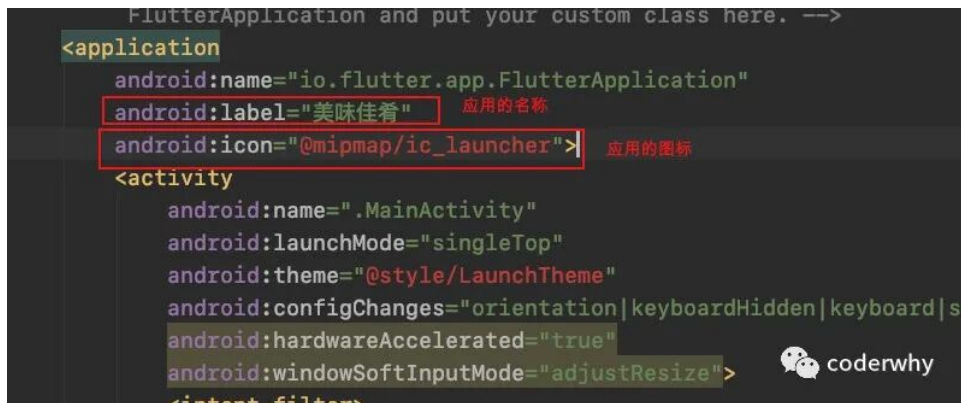 FlutterApplication and put your custom class here. -->
<application
android:name="io.flutter.app.FlutterApplication"
android:label="美味佳肴" 应用的名称
android:icon="@mipmap/ic_launcher"> 应用的图标
<activity
android:name=".MainActivity"
android:launchMode="singleTop"
android:theme="@style/LaunchTheme"
android:configChanges="orientation|keyboardHidden|keyboard|s
android:hardwareAccelerated="true"
android:windowSoftInputMode="adjustResize">
coderwhy
<intent-filter>